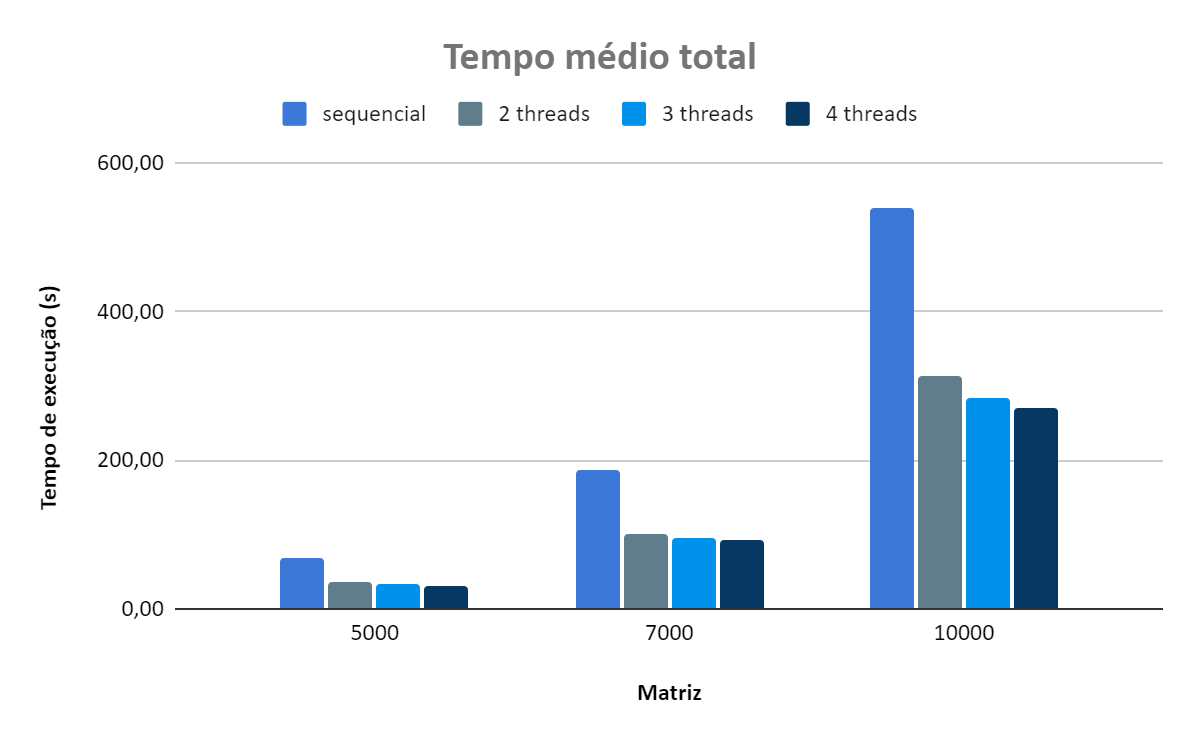 Tempo médio total
sequencial 2 threads 3 threads 4 threads
600,00
400,00
200,00
0,00
Tempo de execução (s)
5000 7000 10000
Matriz